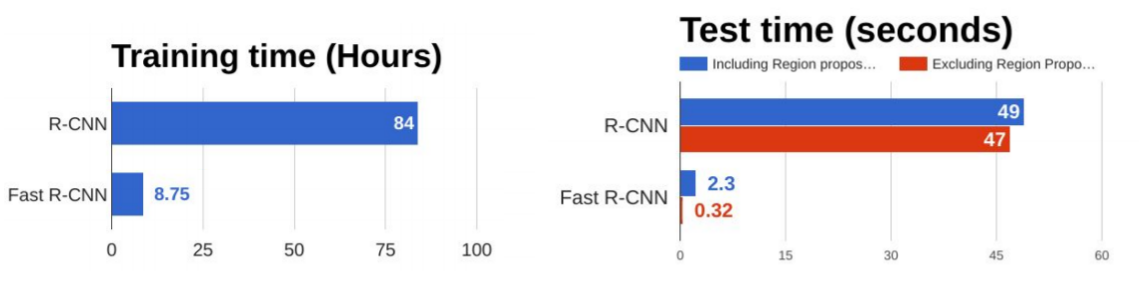 Training time (Hours)
R-CNN
84
Fast R-CNN
8.75
0 25 50 75 100
Test time (seconds)
Including Region propos...
Excluding Region Propo...
R-CNN
49
47
Fast R-CNN
2.3
0.32
0 15 30 45 60